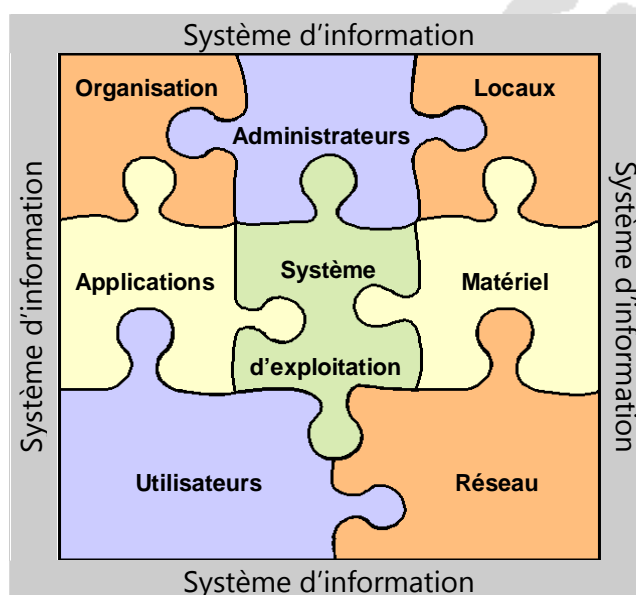 Système d'information
Organisation
Locaux
Administrateurs
Système d'information
Système d'information
Applications
Système
Matériel
d'exploitation
Utilisateurs
Réseau
Système d'information